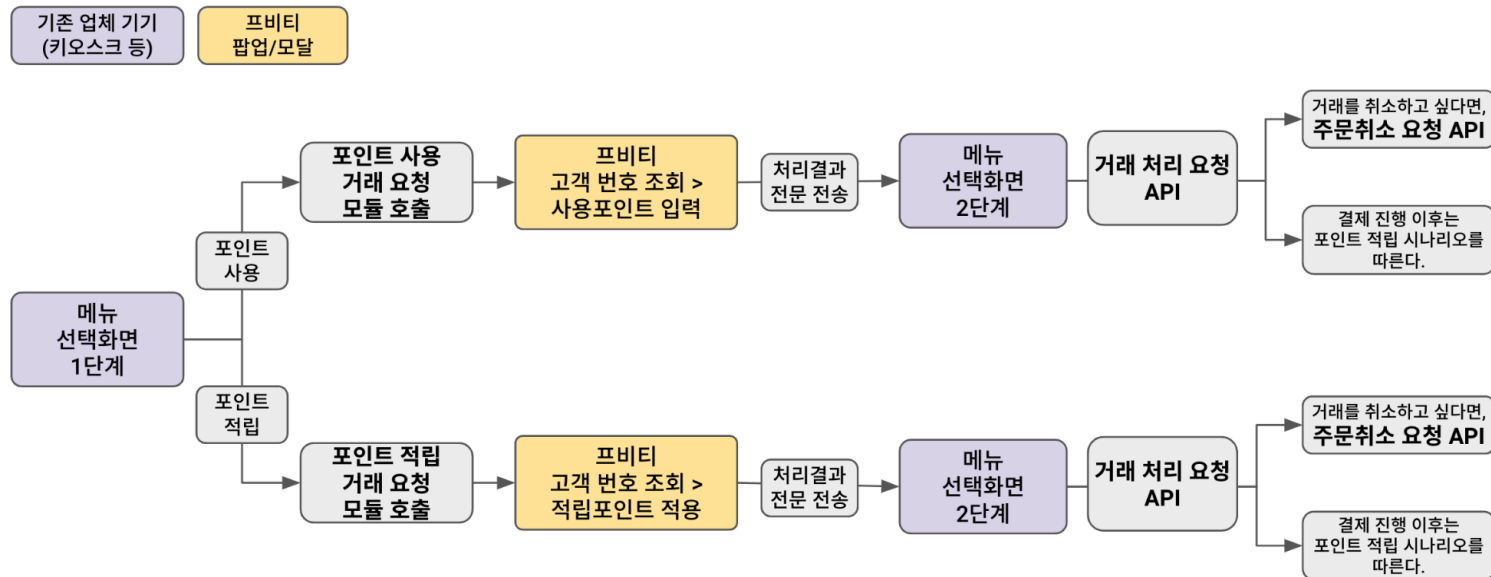 기존 업체 기기
(키오스크 등)
프비티
팝업/모달
메뉴
선택화면
1단계
포인트
사용
포인트 사용
거래 요청
모듈 호출
프비티
고객 번호 조회 >
사용포인트 입력
처리결과
전문 전송
메뉴
선택화면
2단계
거래 처리 요청
API
거래를 취소하고 싶다면,
주문취소 요청 API
결제 진행 이후는
포인트 적립 시나리오를
따른다.
포인트
적립
포인트 적립
거래 요청
모듈 호출
프비티
고객 번호 조회 >
적립포인트 적용
처리결과
전문 전송
메뉴
선택화면
2단계
거래 처리 요청
API
거래를 취소하고 싶다면,
주문취소 요청 API
결제 진행 이후는
포인트 적립 시나리오를
따른다.